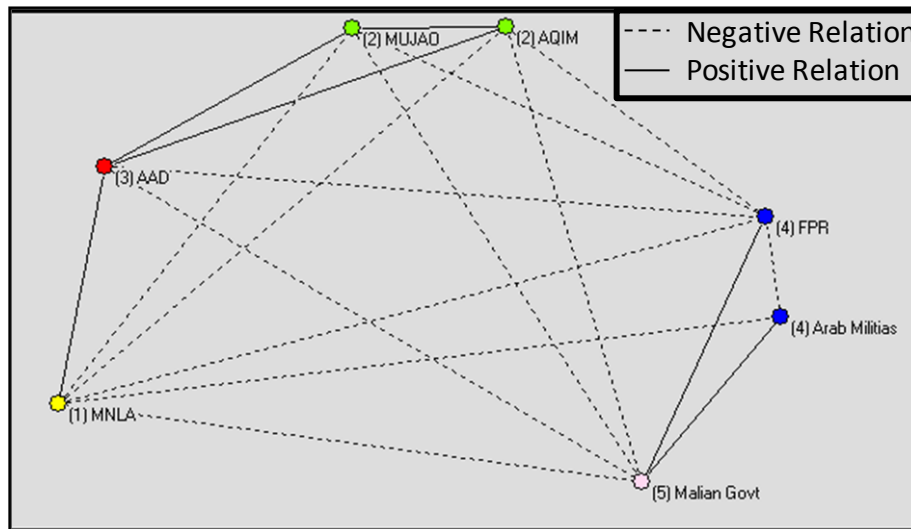 (2) MUJAO
(2) AQIM
Negative Relation
Positive Relation
(3) AAD
(4) FPR
(4) Arab Militias
(1) MNLA
(5) Malian Govt